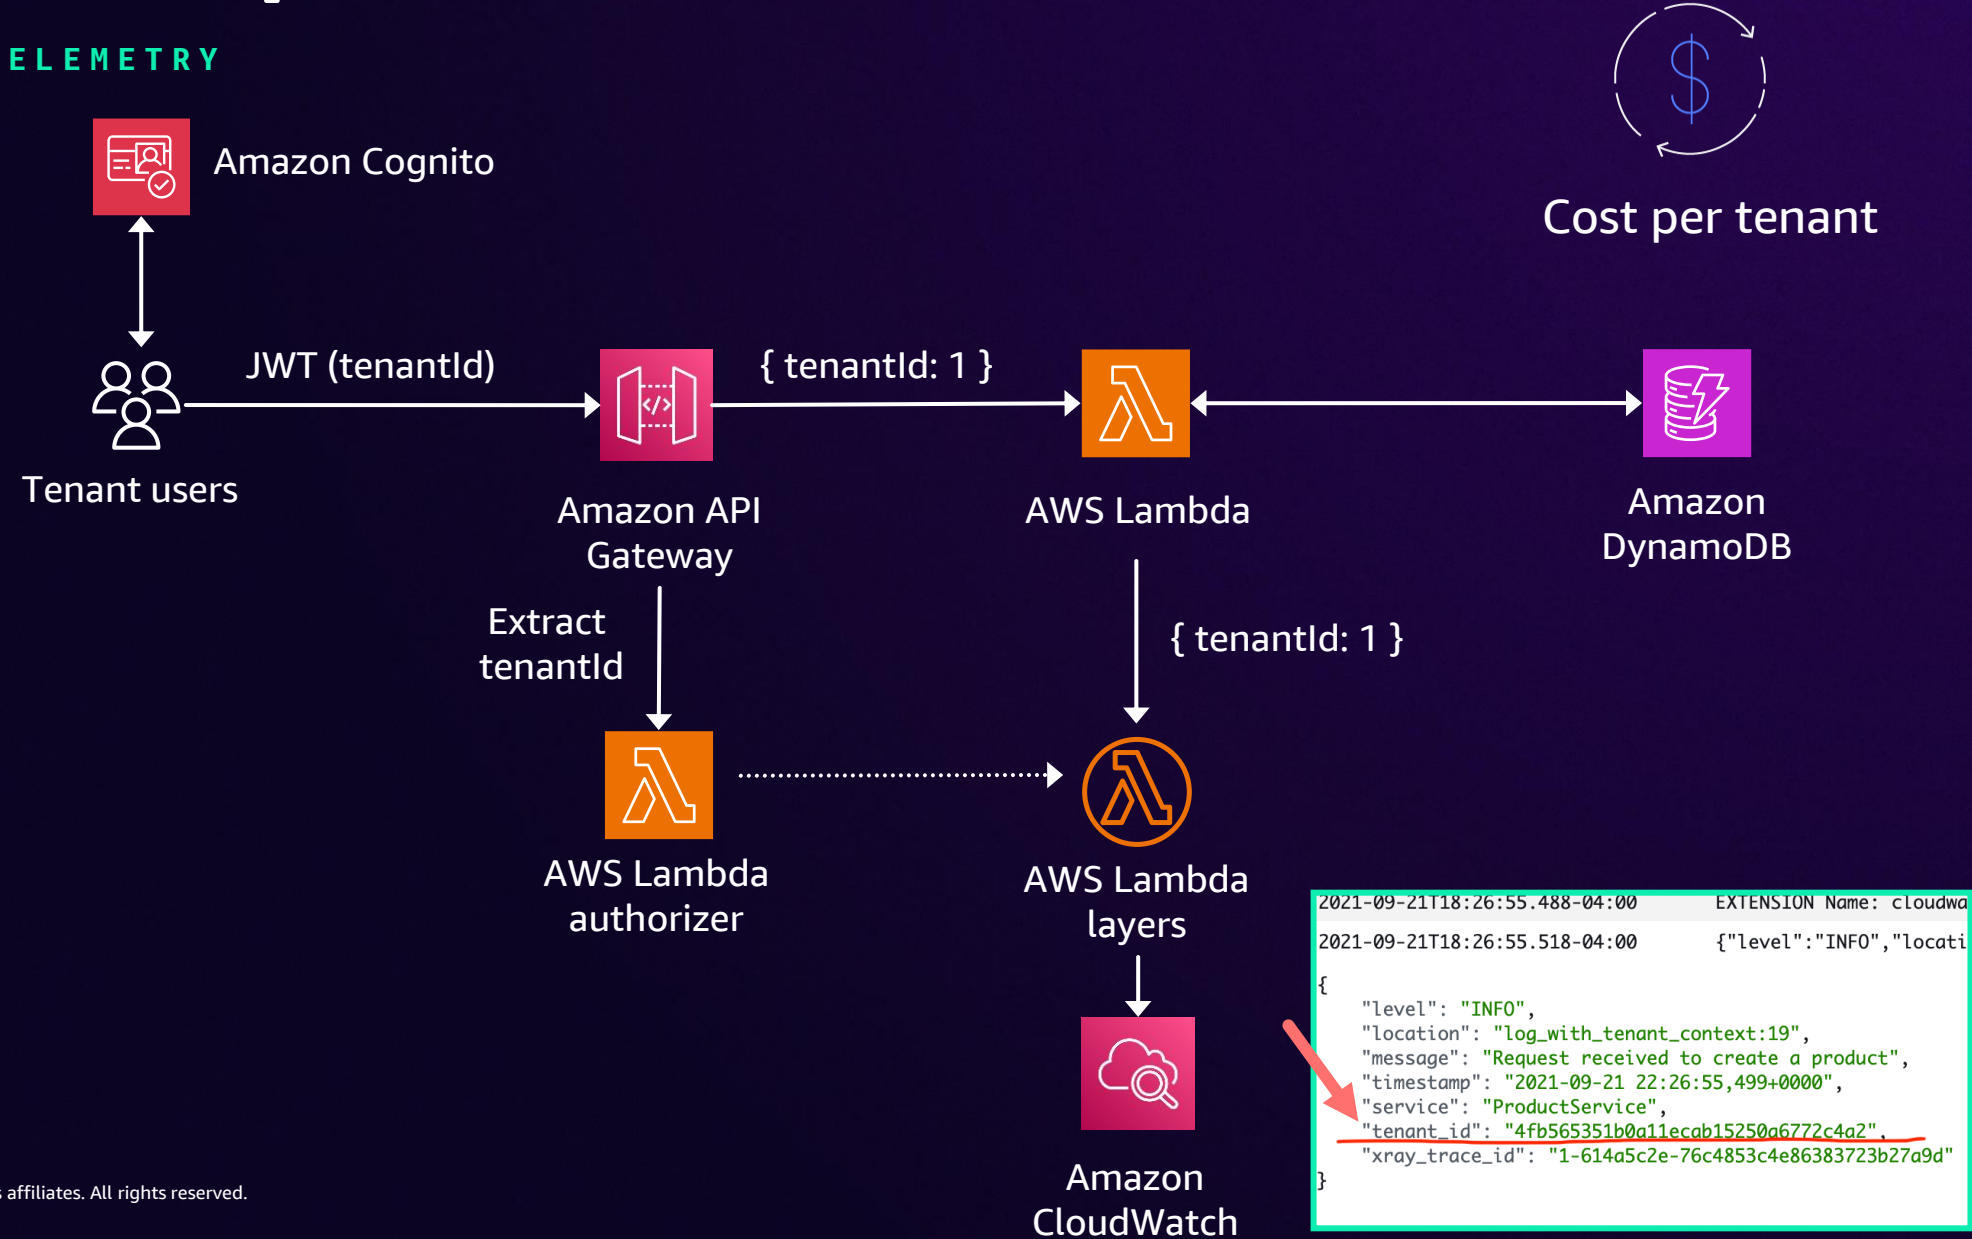 ELEMETRY
Amazon Cognito
Cost per tenant
JWT (tenantId)
{ tenantId: 1 }
Tenant users
Amazon API
Gateway
AWS Lambda
Amazon
DynamoDB
Extract
tenantId
{ tenantId: 1 }
AWS Lambda
authorizer
AWS Lambda
layers
2021-09-21T18:26:55.488-04:00 EXTENSION Name: cloudwa
2021-09-21T18:26:55.518-04:00 {"level":"INFO","locati
{
"level": "INFO",
"location": "log_with_tenant_context:19",
"message": "Request received to create a product",
"timestamp": "2021-09-21 22:26:55,499+0000",
"service": "ProductService",
"tenant_id": "4fb565351b0a11ecab15250a6772c4a2",
"xray_trace_id": "1-614a5c2e-76c4853c4e86383723b27a9d"
}
Amazon
CloudWatch
s affiliates. All rights reserved.